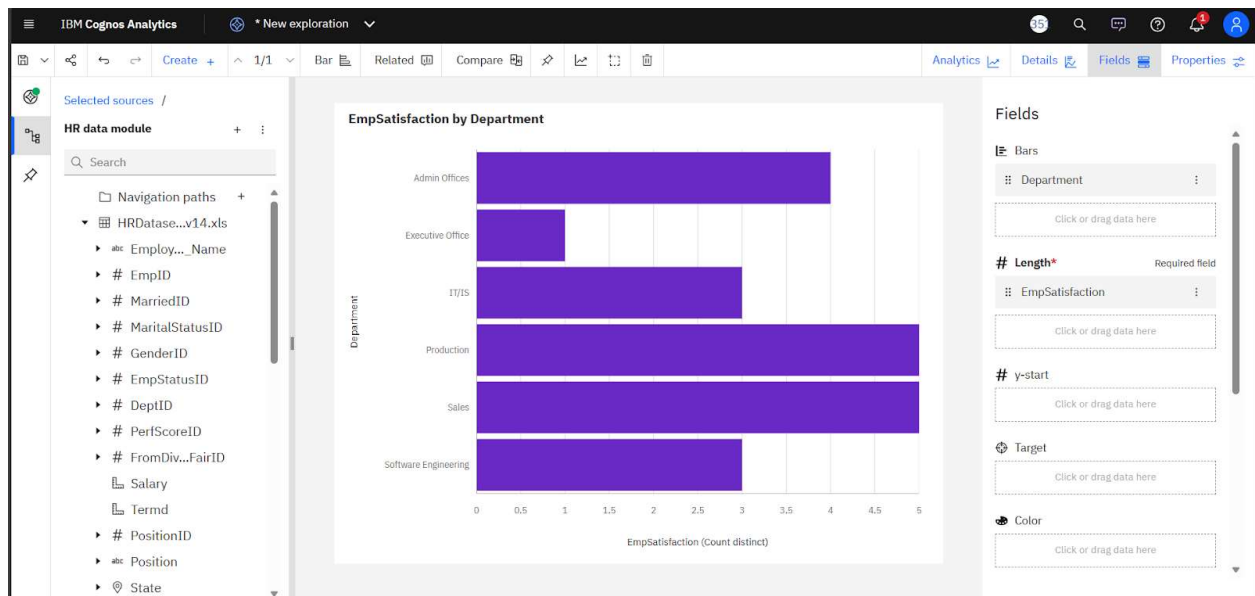 IBM Cognos Analytics
* New exploration
353
1
Create +
1/1
Bar
Related
Compare
Analytics
Details
Fields
Properties
Selected sources /
HR data module
Search
Navigation paths
HRDatase...v14.xls
abc Employ..._Name
# EmpID
# MarriedID
# MaritalStatusID
# GenderID
# EmpStatusID
# DeptID
# PerfScoreID
# FromDiv...FairID
Salary
Termd
# PositionID
abc Position
State
EmpSatisfaction by Department
Department
Admin Offices
Executive Office
IT/IS
Production
Sales
Software Engineering
0 0.5 1 1.5 2 2.5 3 3.5 4 4.5 5
EmpSatisfaction (Count distinct)
Fields
Bars
Department
Click or drag data here
# Length* Required field
EmpSatisfaction
Click or drag data here
# y-start
Click or drag data here
Target
Click or drag data here
Color
Click or drag data here